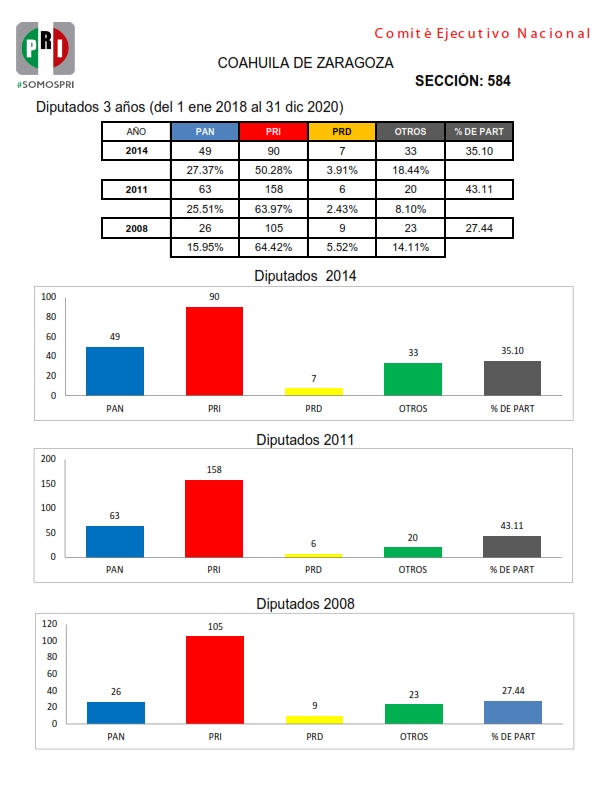 Comité Ejecutivo Nacional
PRI
#SOMOSPRI
COAHUILA DE ZARAGOZA
SECCIÓN: 584
Diputados 3 años (del 1 ene 2018 al 31 dic 2020)
AÑO PAN PRI PRD OTROS % DE PART
2014 49 90 7 33 35.10
27.37% 50.28% 3.91% 18.44%
2011 63 158 6 20 43.11
25.51% 63.97% 2.43% 8.10%
2008 26 105 9 23 27.44
15.95% 64.42% 5.52% 14.11%
Diputados 2014
100
80
60
40
20
0
49 90 7 33 35.10
PAN PRI PRD OTROS % DE PART
Diputados 2011
200
150
100
50
0
63 158 6 20 43.11
PAN PRI PRD OTROS % DE PART
Diputados 2008
120
100
80
60
40
20
0
26 105 9 23 27.44
PAN PRI PRD OTROS % DE PART